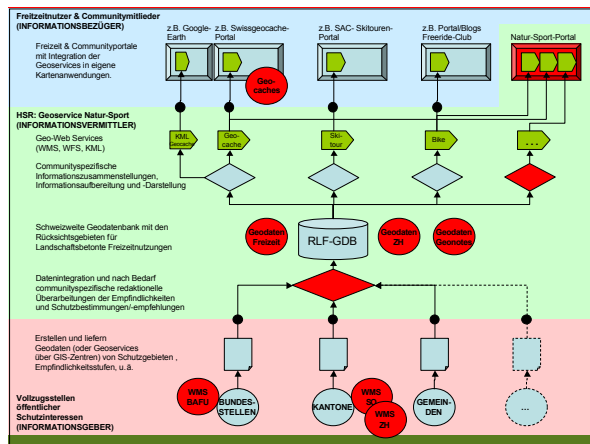 Freitzeitnutzer & Communitymitlieder
(INFORMATIONSBEZÜGER)
Freizeit & Communityportale
mit Integration der
Geoservices in eigene
Kartenanwendungen.
z.B. Google-
Earth
z.B. Swissgeocache-
Portal
z.B. SAC- Skitouren-
Portal
z.B. Portal/Blogs
Freeride-Club
Natur-Sport-Portal
Geo-
caches
HSR: Geoservice Natur-Sport
(INFORMATIONSVERMITTLER)
Geo-Web Services
(WMS, WFS, KML)
KML
Geocache
Geo-
cache
Ski-
tour
Bike
...
Communityspezifische
Informationszusammenstellungen,
Informationsaufbereitung und -Darstellung
Schweizweite Geodatenbank mit den
Rücksichtsgebieten für
Landschaftsbetonte Freizeitnutzungen
Geodaten
Freizeit
RLF-GDB
Geodaten
ZH
Geodaten
Geonotes
Datenintegration und nach Bedarf
communityspezifische redaktionelle
Überarbeitungen der Empfindlichkeiten
und Schutzbestimmungen/-empfehlungen
Erstellen und liefern
Geodaten (oder Geoservices
über GIS-Zentren) von Schutzgebieten ,
Empfindlichkeitsstufen, u.ä.
Vollzugsstellen
öffentlicher
Schutzinteressen
(INFORMATIONSGEBER)
WMS
BAFU
BUNDES-
STELLEN
KANTONE
WMS
WMS
ZH
GEMEIN-
DEN
...